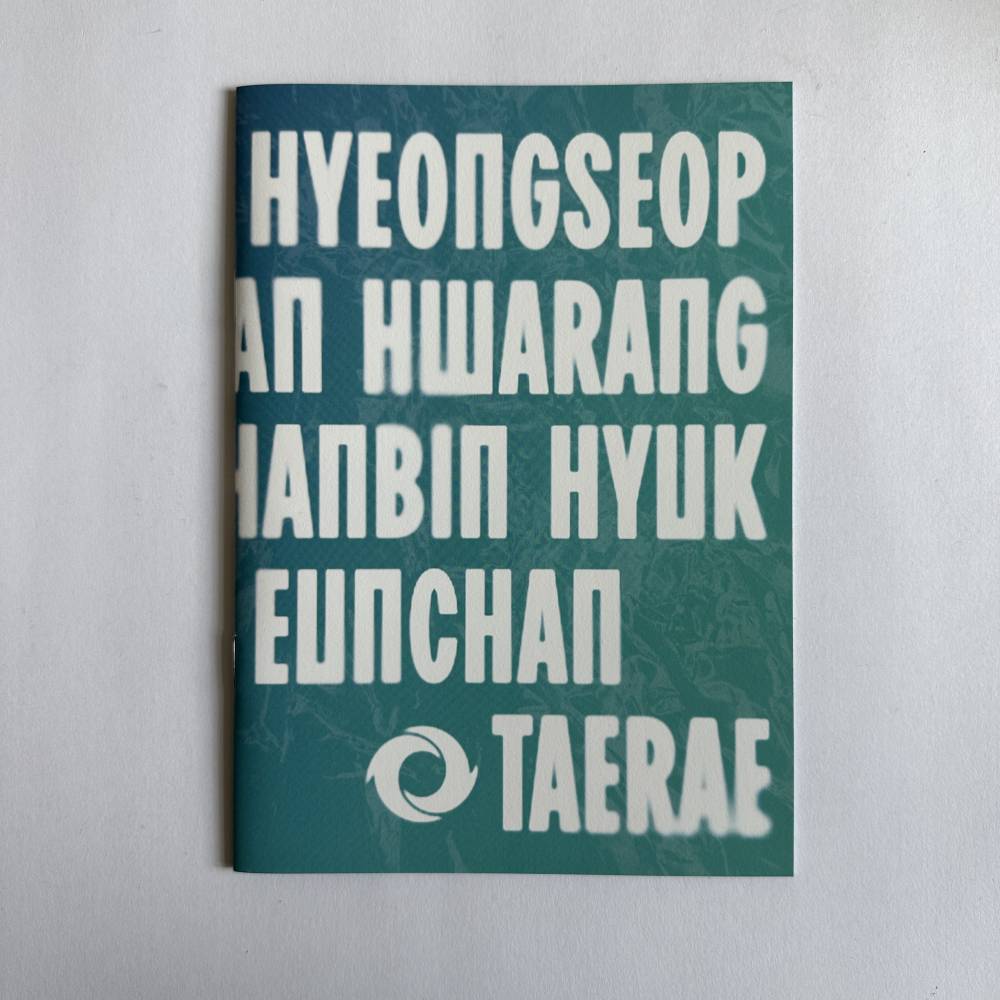 HYEONGSEOP
AN HWARANG
HANBIN HYUK
EUNCHAN
TAERAE